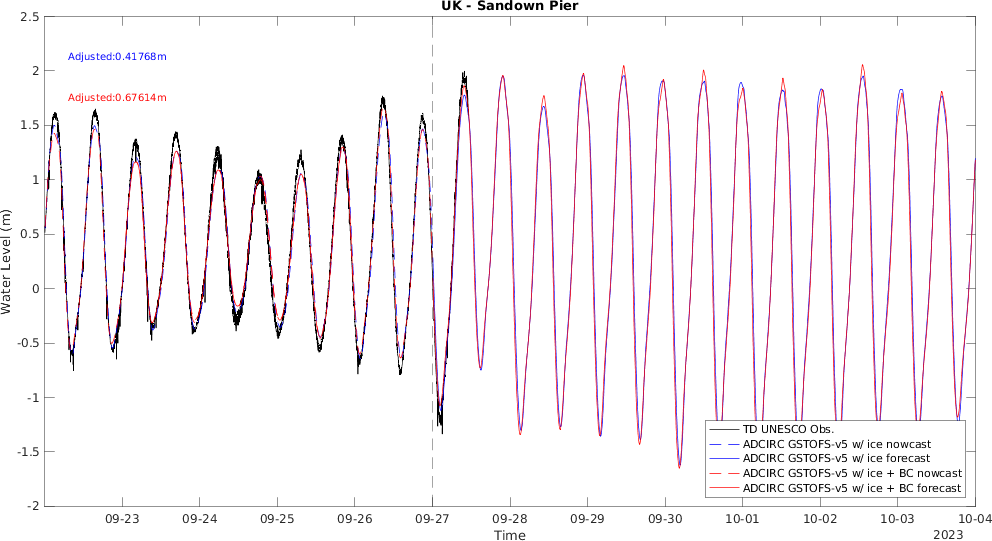 UK - Sandown Pier
2.5
2
1.5
1
0.5
0
-0.5
-1
-1.5
-2
Water Level (m)
Adjusted:0.41768m
Adjusted:0.67614m
TD UNESCO Obs.
ADCIRC GSTOFS-v5 w/ ice nowcast
ADCIRC GSTOFS-v5 w/ ice forecast
ADCIRC GSTOFS-v5 w/ ice + BC nowcast
ADCIRC GSTOFS-v5 w/ ice + BC forecast
09-23 09-24 09-25 09-26 09-27 09-28 09-29 09-30 10-01 10-02 10-03 10-04
Time
2023